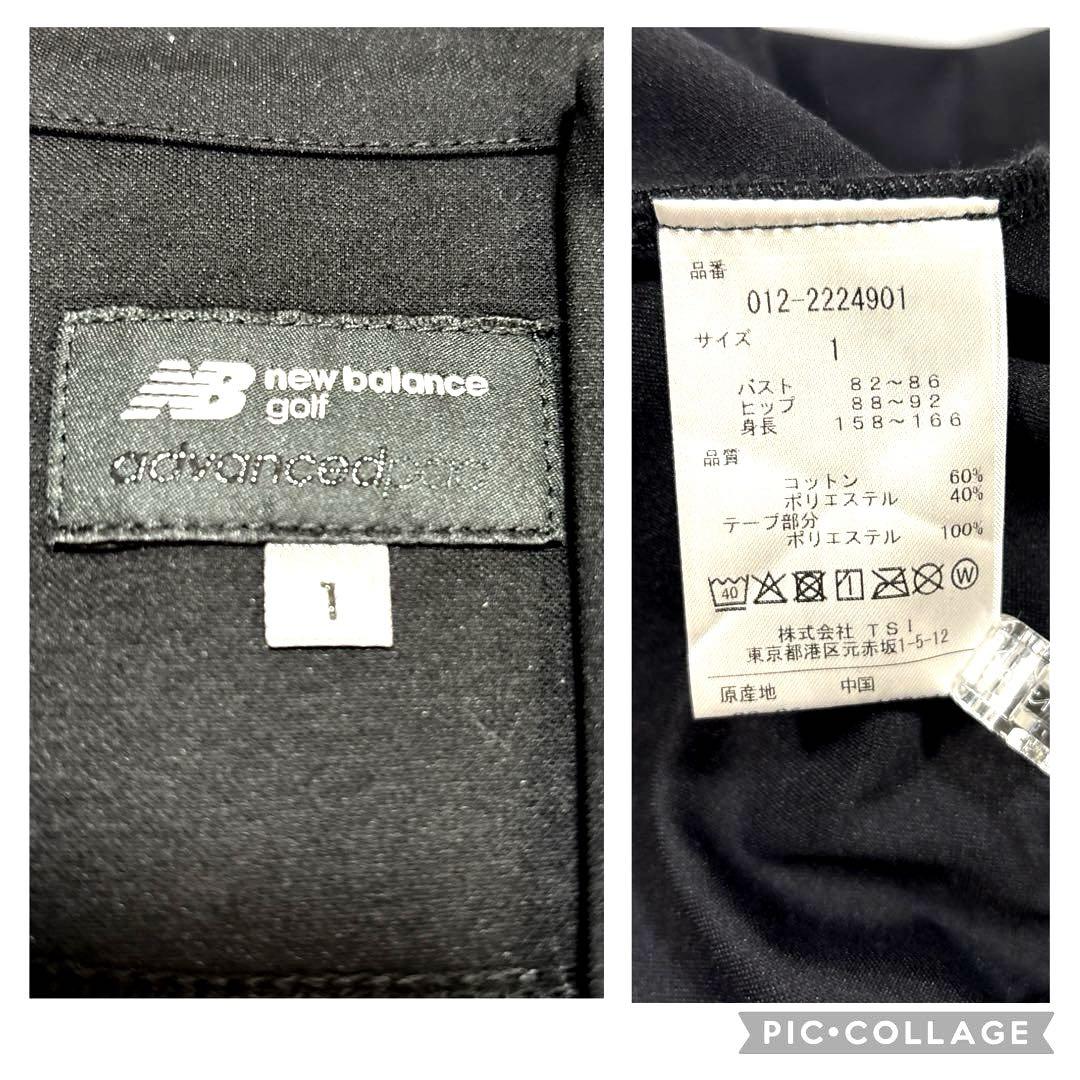 NB new balance
golf
advanced
1
品番
012-2224901
サイズ
1
バスト 82～86
ヒップ 88～92
身長 158～166
品質
コットン 60%
ポリエステル 40%
テープ部分
ポリエステル 100%
40 1 W
株式会社 TSI
東京都港区元赤坂1-5-12
原産地 中国
PIC•COLLAGE